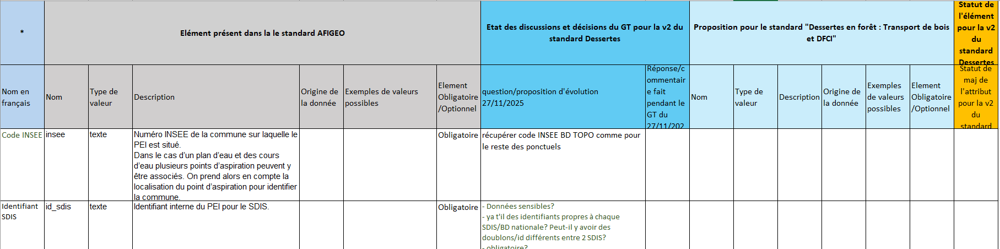 *
Elément présent dans la le standard AFIGEO
Etat des discussions et décisions du GT pour la v2 du
standard Dessertes
Proposition pour le standard "Dessertes en forêt : Transport de bois
et DFCI"
Statut de
l'élément
pour la v2
du
standard
Dessertes
Nom en
français
Nom
Type de
valeur
Description
Origine de
la donnée
Exemples de valeurs
possibles
Element
Obligatoire
/Optionnel
question/proposition d'évolution
27/11/2025
Réponse/c
ommentair
e fait
pendant le
GT du
27/11/202
Nom
Type de
valeur
Description
Origine de
la donnée
Exemples
de valeurs
possibles
Element
Obligatoire
/Optionnel
Statut de
maj de
l'attribut
pour la v2
du
standard
Code INSEE
insee
texte
Numéro INSEE de la commune sur laquelle le
PEI est situé.
Dans le cas d'un plan d'eau et des cours
d'eau plusieurs points d'aspiration peuvent y
être associés. On prend alors en compte la
localisation du point d'aspiration pour identifier
la commune.
Obligatoire
récupérer code INSEE BD TOPO comme pour
le reste des ponctuels
Identifiant
SDIS
id_sdis
texte
Identifiant interne du PEI pour le SDIS.
Obligatoire
- Données sensibles?
- ya t'il des identifiants propres à chaque
SDIS/BD nationale? Peut-il y avoir des
doublons/id différents entre 2 SDIS?
- obligatoire?